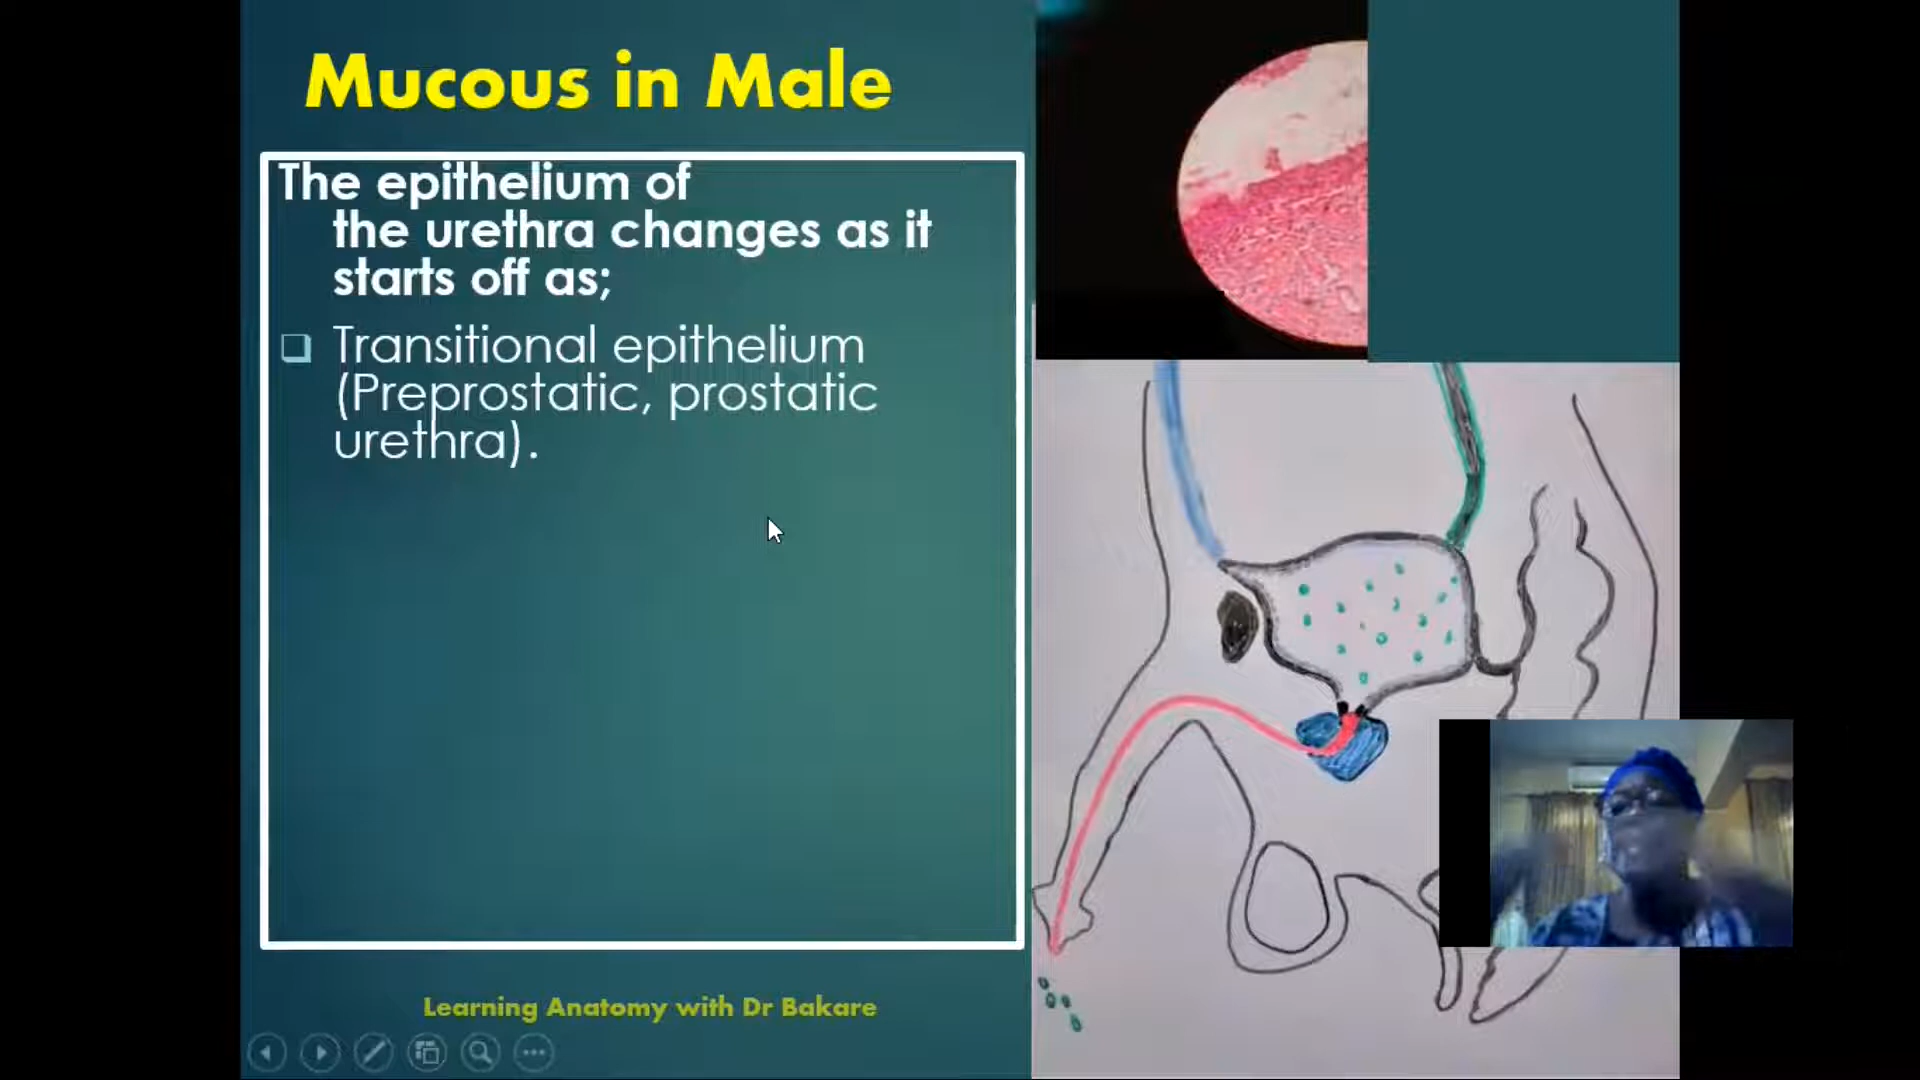 Mucous in Male
The epithelium of
the urethra changes as it
starts off as;
Transitional epithelium
(Preprostatic, prostatic
urethra).
Learning Anatomy with Dr Bakare